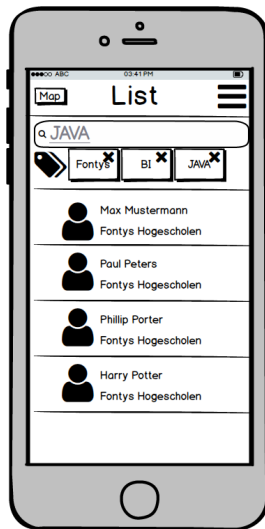 ABC 03:41 PM
Map List
JAVA
Fontys BI JAVA
Max Mustermann
Fontys Hogescholen
Paul Peters
Fontys Hogescholen
Phillip Porter
Fontys Hogescholen
Harry Potter
Fontys Hogescholen